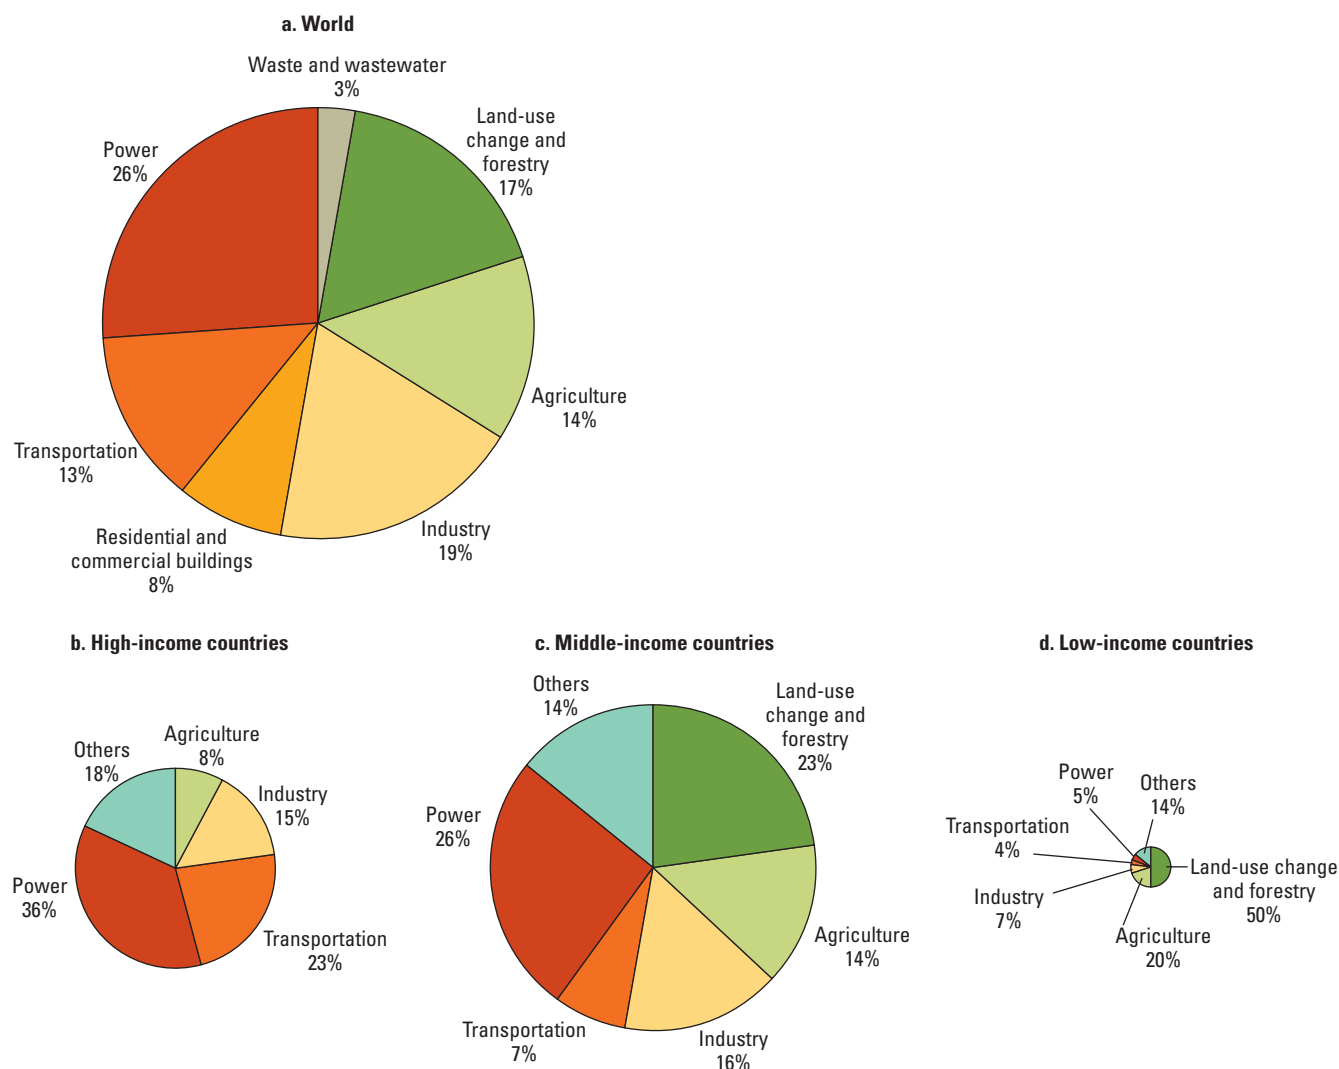 a. World
Waste and wastewater
3%
Land-use
change and
forestry
17%
Power
26%
Agriculture
14%
Transportation
13%
Industry
19%
Residential and
commercial buildings
8%
b. High-income countries
Others
18%
Agriculture
8%
Industry
15%
Power
36%
Transportation
23%
c. Middle-income countries
Others
14%
Land-use
change and
forestry
23%
Power
26%
Agriculture
14%
Transportation
7%
Industry
16%
d. Low-income countries
Power
5%
Others
14%
Transportation
4%
Land-use change
and forestry
50%
Industry
7%
Agriculture
20%